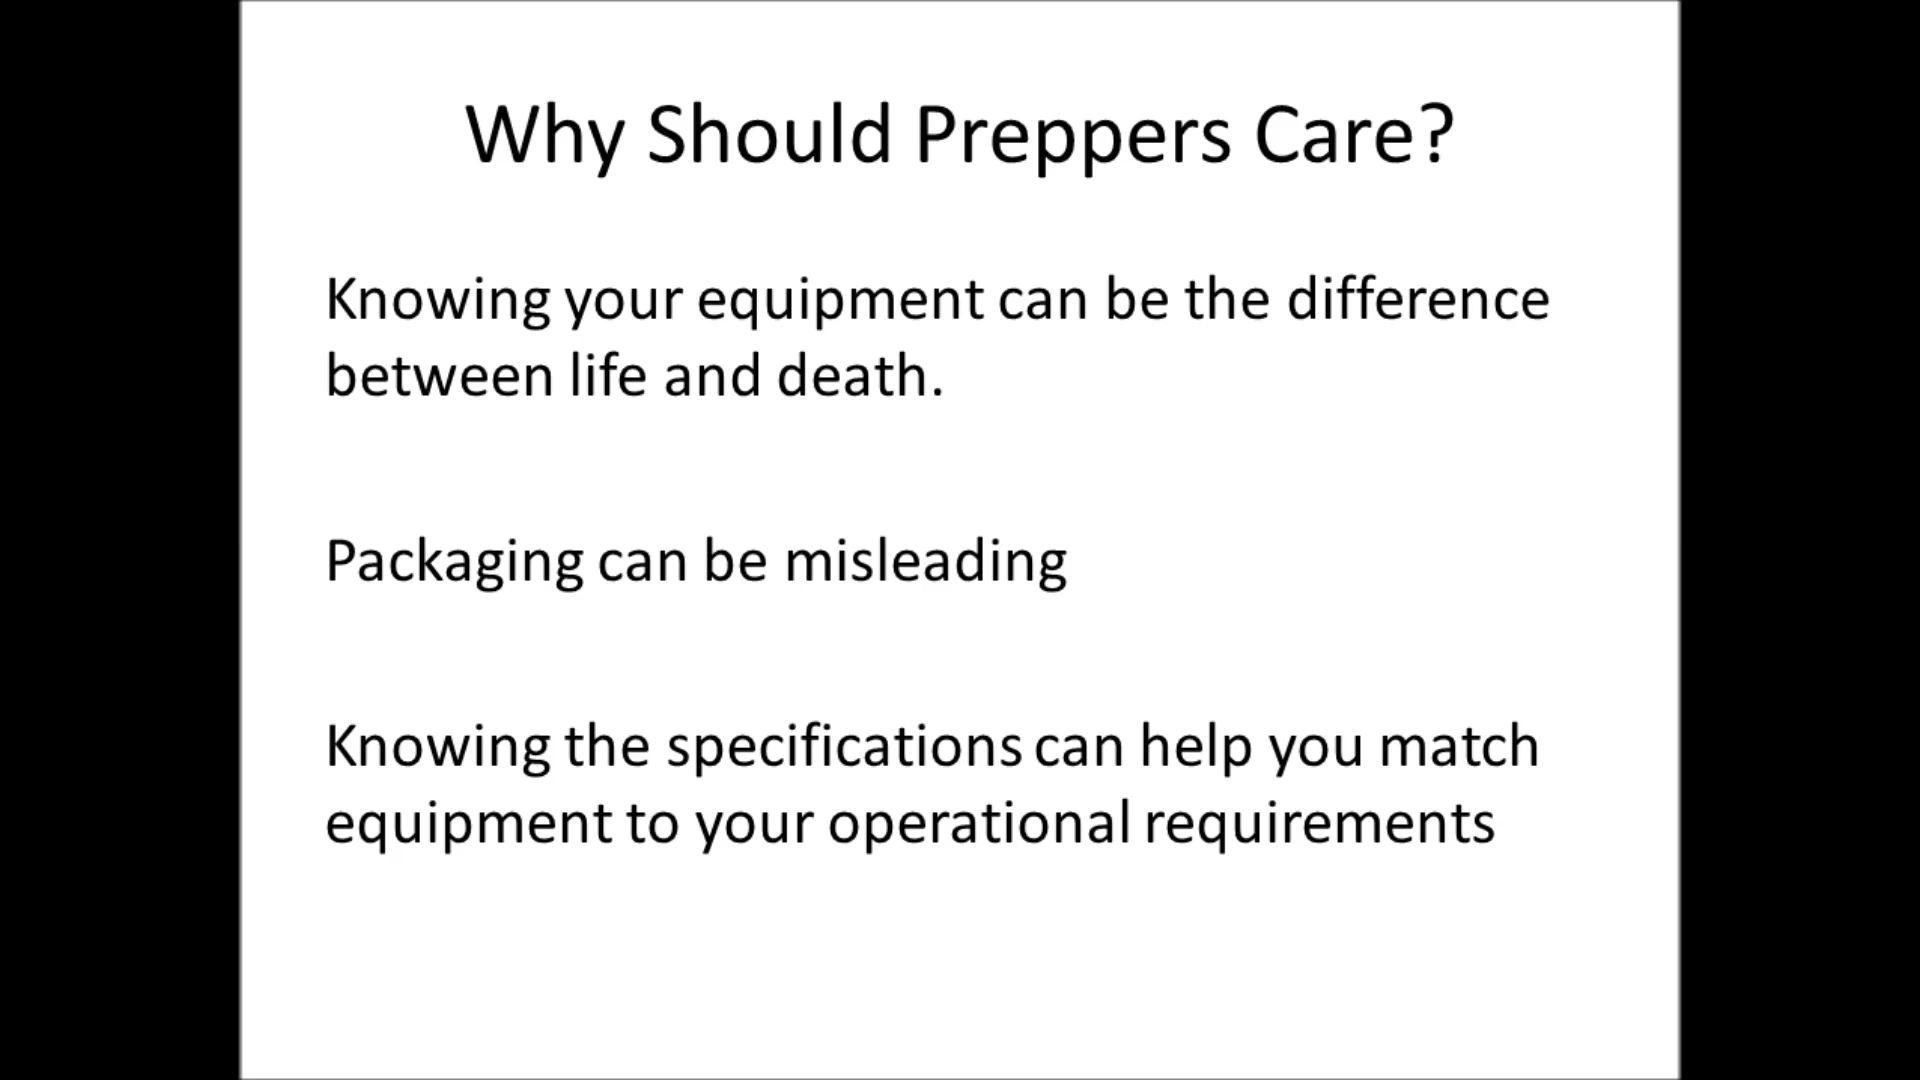 Why Should Preppers Care?
Knowing your equipment can be the difference
between life and death.
Packaging can be misleading
Knowing the specifications can help you match
equipment to your operational requirements